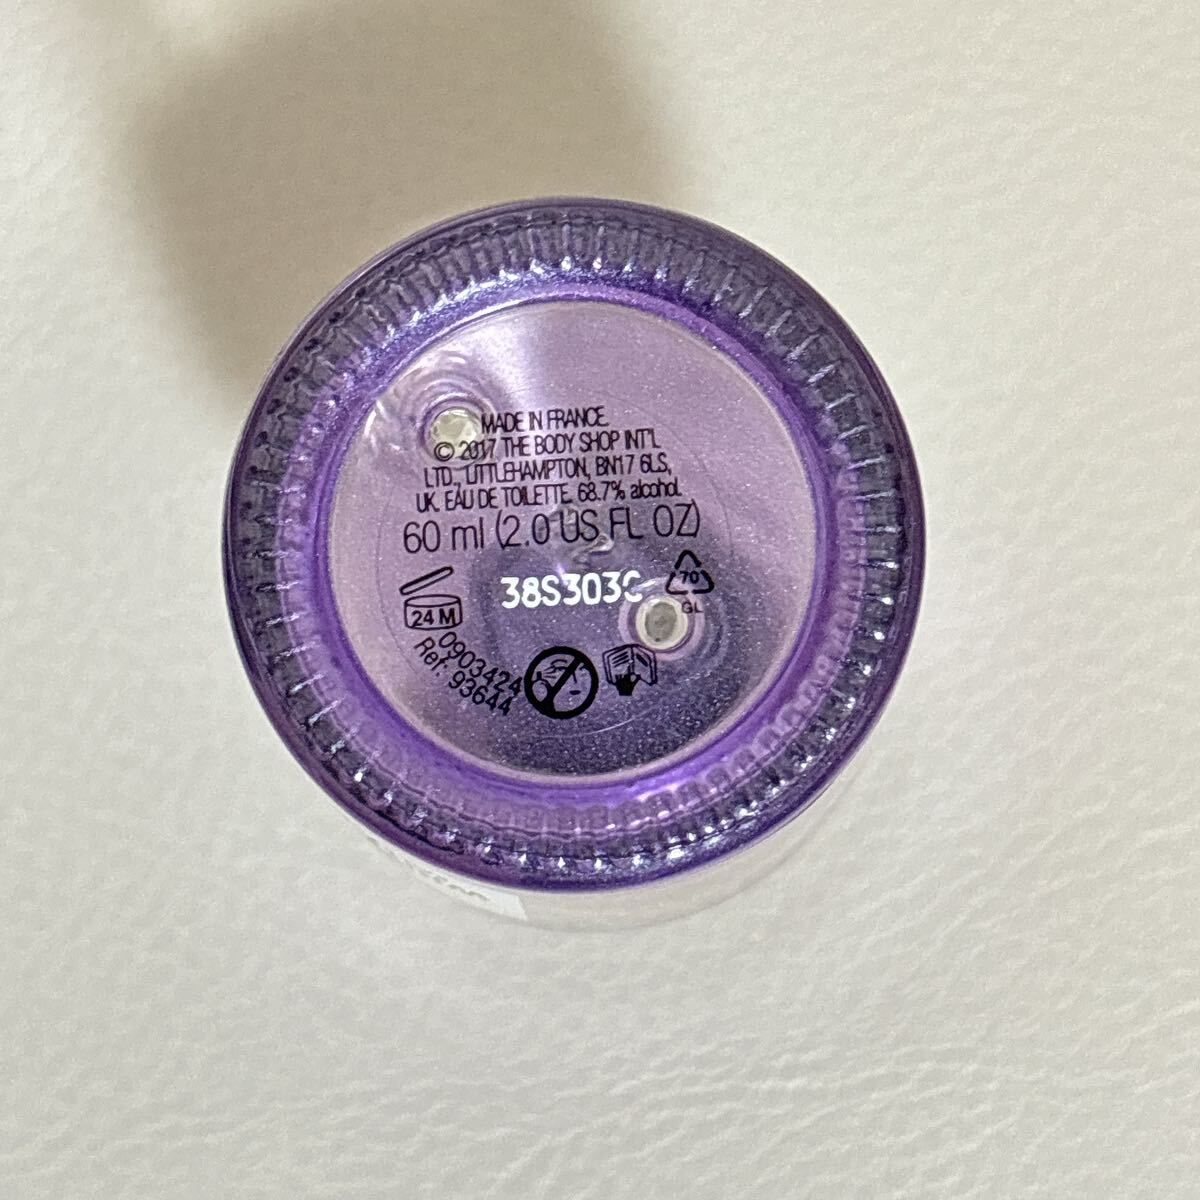 MADE IN FRANCE.
© 2017 THE BODY SHOP INT'L
LTD., LITTLEHAMPTON, BN17 6LS,
UK. EAU DE TOILETTE. 68.7% alcohol.
60 ml (2.0 US FL OZ)
38S303C
70
GL
24 M
0903424
Ref: 93644